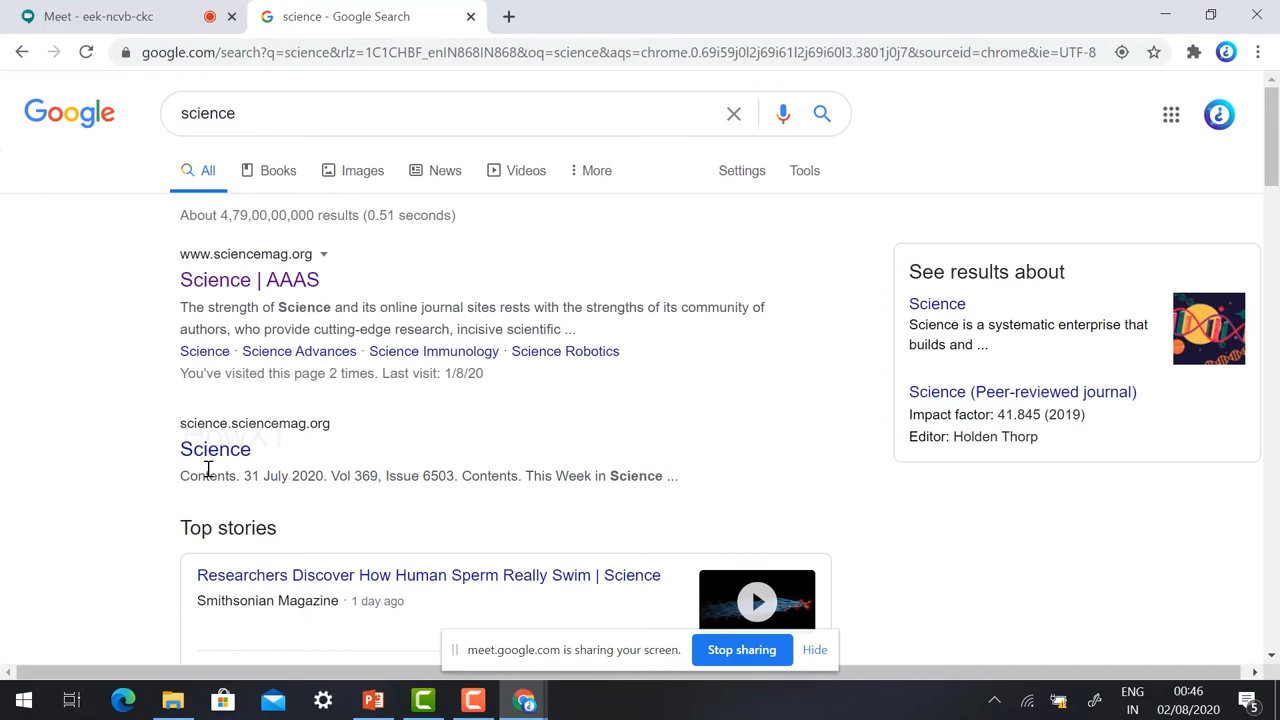 Meet - eek-ncvb-ckc
science - Google Search
google.com/search?q=science&rlz=1C1CHBF_enIN868IN868&oq=science&aqs=chrome.0.69i59j0l2j69i61l2j69i60l3.3801j0j7&sourceid=chrome&ie=UTF-8
Google
science
All
Books
Images
News
Videos
More
Settings
Tools
About 4,79,00,00,000 results (0.51 seconds)
www.sciencemag.org
Science | AAAS
The strength of Science and its online journal sites rests with the strengths of its community of
authors, who provide cutting-edge research, incisive scientific ...
Science · Science Advances · Science Immunology · Science Robotics
You've visited this page 2 times. Last visit: 1/8/20
science.sciencemag.org
Science
Contents. 31 July 2020. Vol 369, Issue 6503. Contents. This Week in Science ...
Top stories
Researchers Discover How Human Sperm Really Swim | Science
Smithsonian Magazine · 1 day ago
See results about
Science
Science is a systematic enterprise that
builds and ...
Science (Peer-reviewed journal)
Impact factor: 41.845 (2019)
Editor: Holden Thorp
meet.google.com is sharing your screen.
Stop sharing
Hide
ENG
IN
00:46
02/08/2020
5